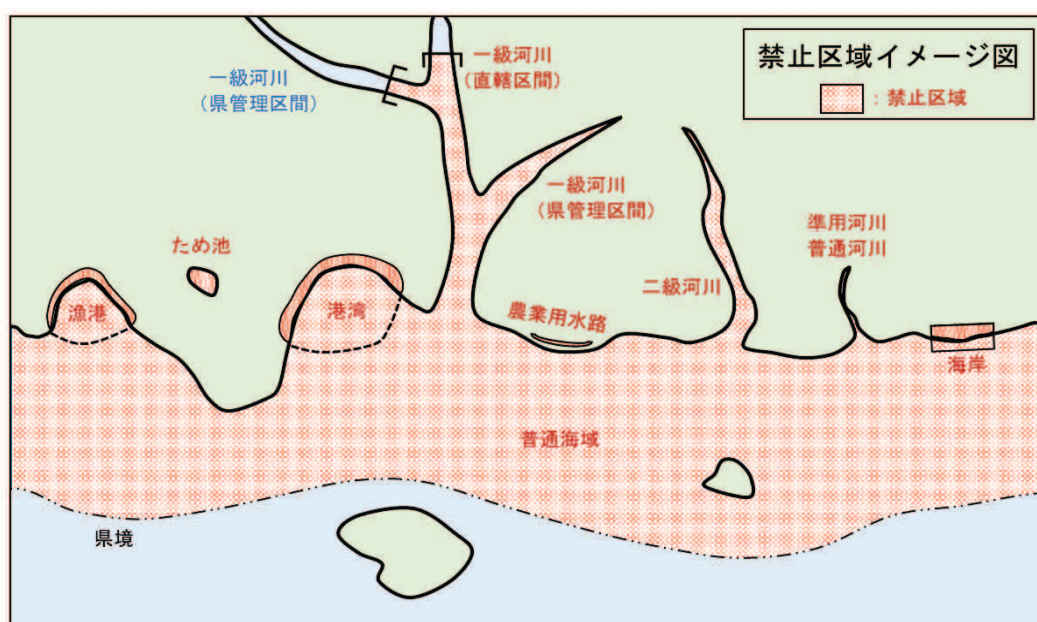 禁止区域イメージ図
：禁止区域
一級河川
（直轄区間）
一級河川
（県管理区間）
一級河川
（県管理区間）
準用河川
普通河川
ため池
二級河川
漁港
港湾
農業用水路
海岸
普通海域
県境